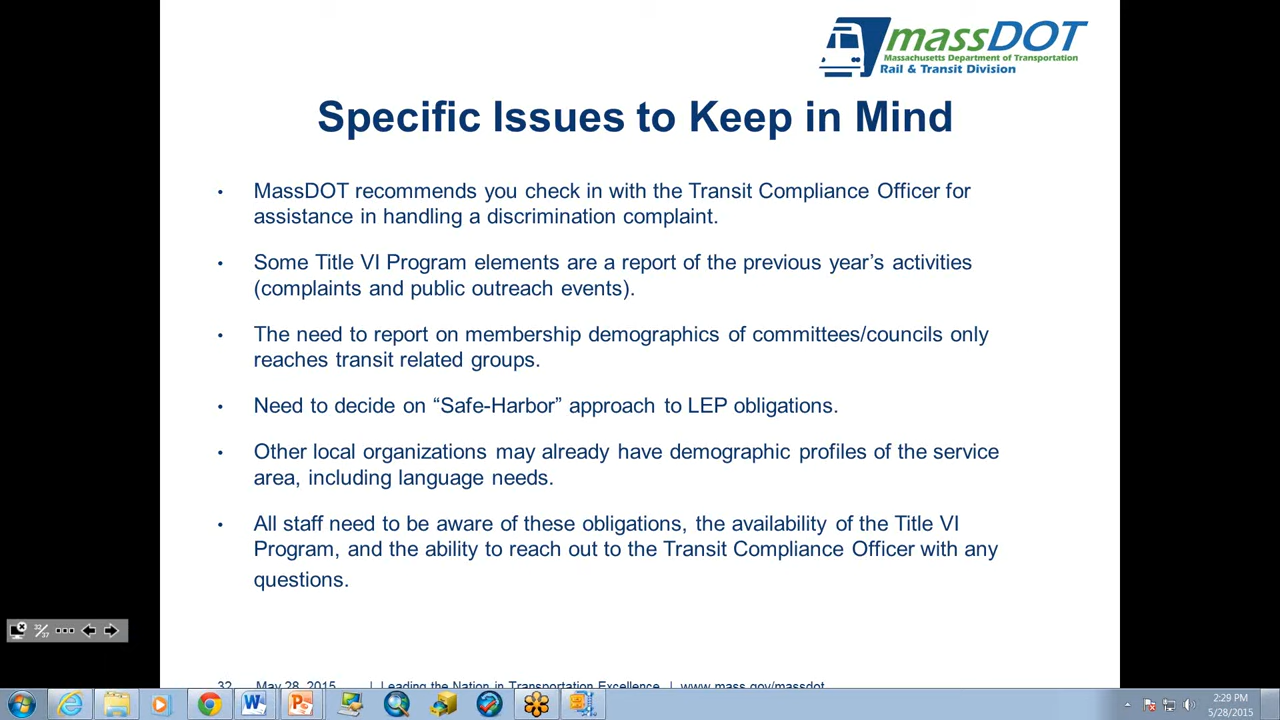 massDOT
Massachusetts Department of Transportation
Rail & Transit Division
Specific Issues to Keep in Mind
• MassDOT recommends you check in with the Transit Compliance Officer for
assistance in handling a discrimination complaint.
• Some Title VI Program elements are a report of the previous year’s activities
(complaints and public outreach events).
• The need to report on membership demographics of committees/councils only
reaches transit related groups.
• Need to decide on “Safe-Harbor” approach to LEP obligations.
• Other local organizations may already have demographic profiles of the service
area, including language needs.
• All staff need to be aware of these obligations, the availability of the Title VI
Program, and the ability to reach out to the Transit Compliance Officer with any
questions.
32/37
32 May 28, 2015 | Leading the Nation in Transportation Excellence | www.mass.gov/massdot
2:29 PM
5/28/2015